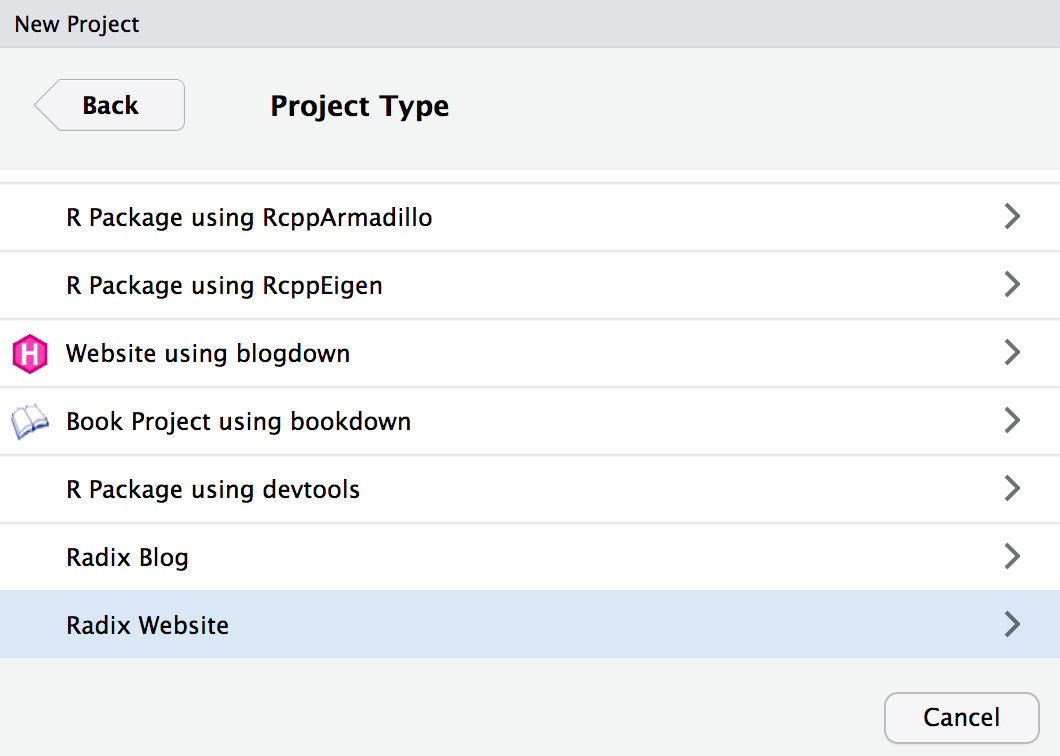 New Project
Back
Project Type
R Package using RcppArmadillo
R Package using RcppEigen
H
Website using blogdown
Book Project using bookdown
R Package using devtools
Radix Blog
Radix Website
Cancel